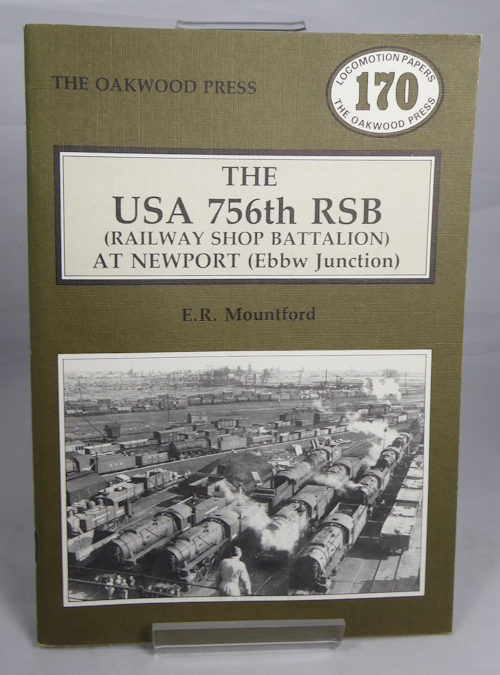 THE OAKWOOD PRESS
LOCOMOTION PAPERS
170
THE OAKWOOD PRESS
THE
USA 756th RSB
(RAILWAY SHOP BATTALION)
AT NEWPORT (Ebbw Junction)
E.R. Mountford